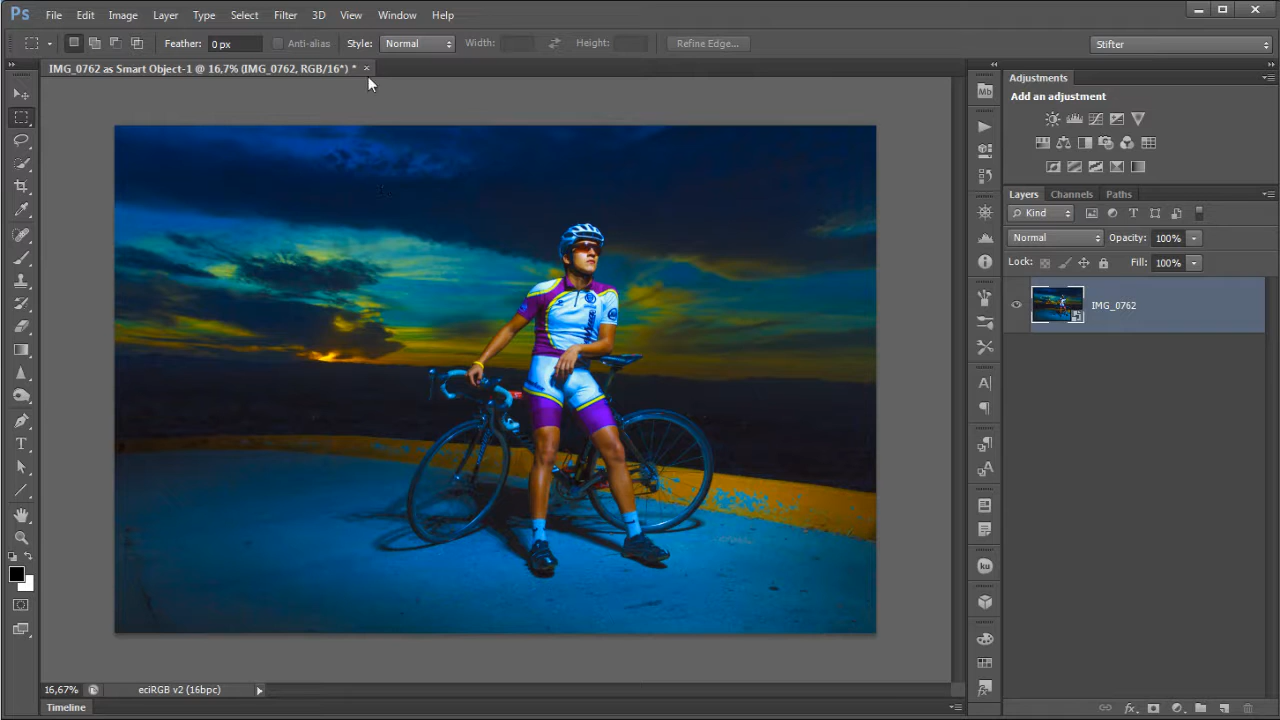 Ps File Edit Image Layer Type Select Filter 3D View Window Help
Feather: 0 px Anti-alias Style: Normal Width: Height: Refine Edge... Stifter
IMG_0762 as Smart Object-1 @ 16,7% (IMG_0762, RGB/16*) * ×
Adjustments
Add an adjustment
Layers Channels Paths
Kind
Normal Opacity: 100%
Lock: Fill: 100%
IMG_0762
Mb
ku
16,67% eciRGB v2 (16bpc)
Timeline